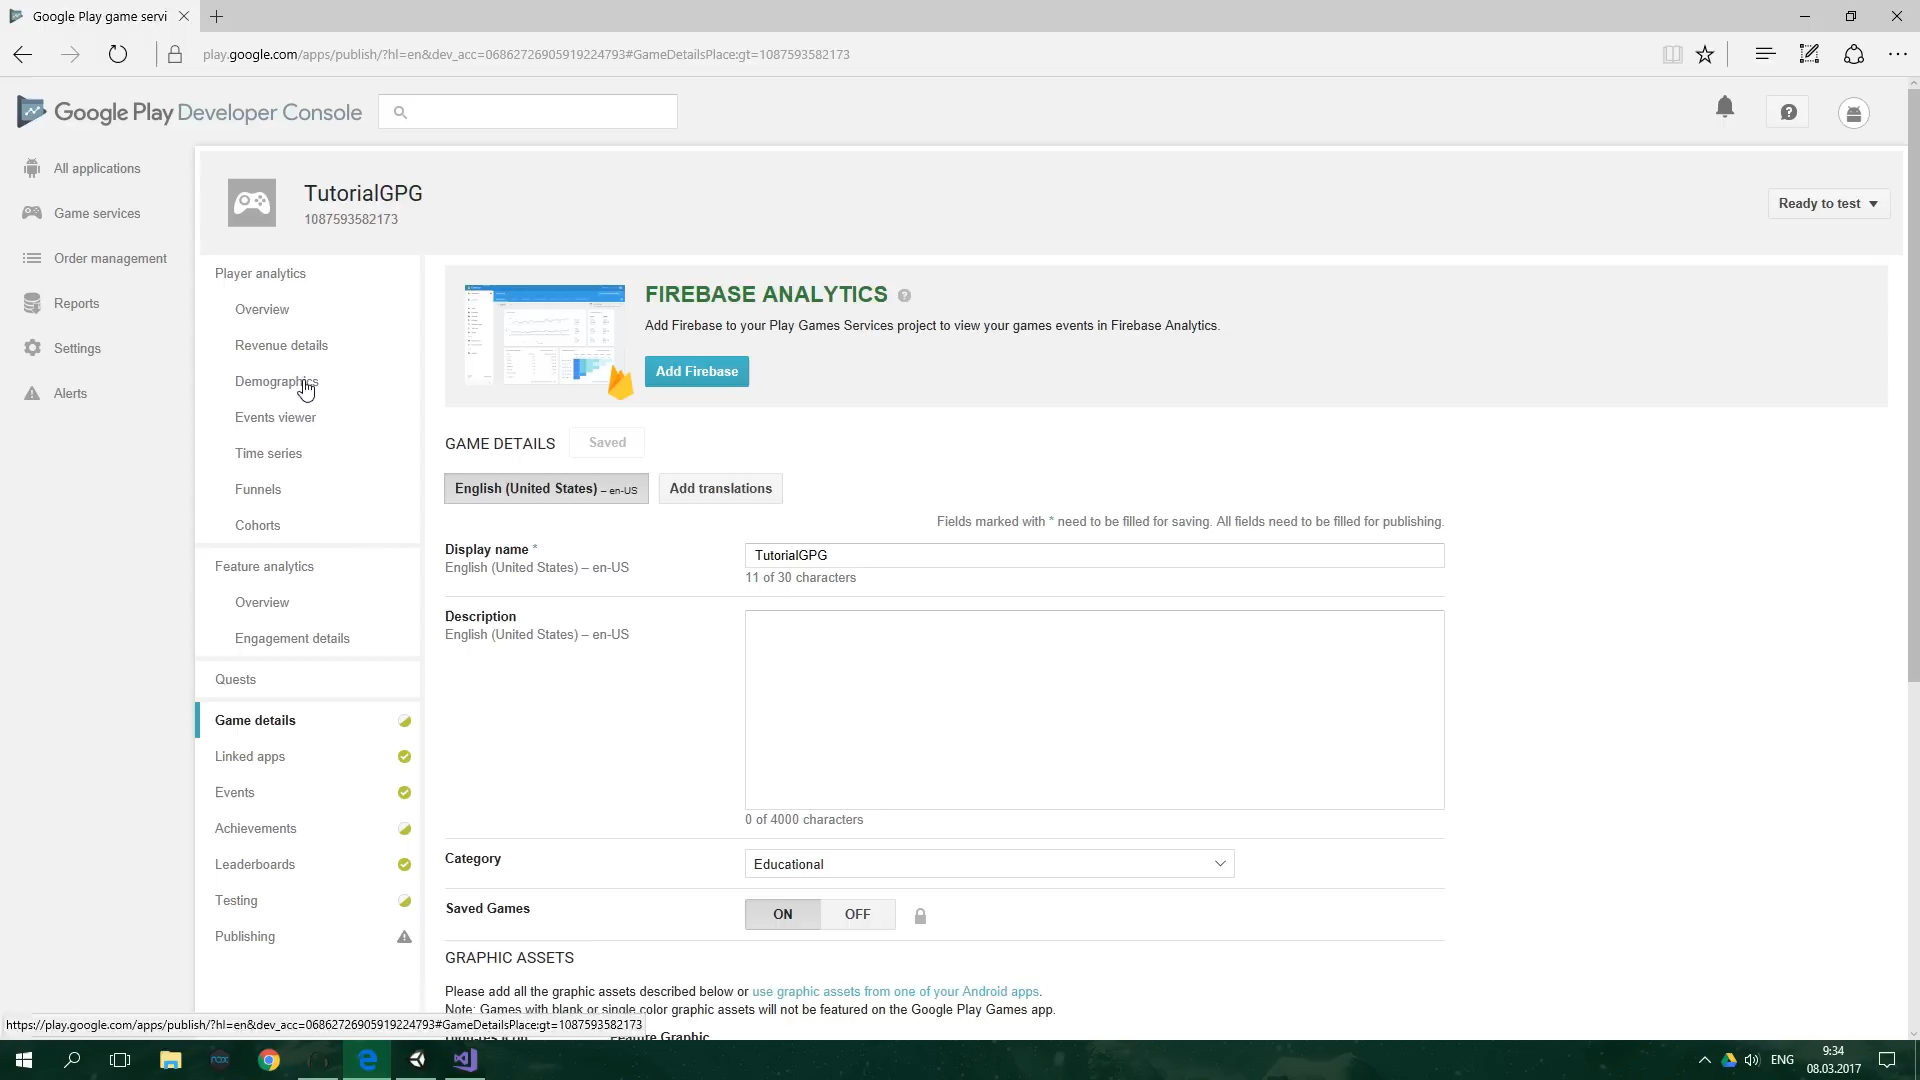 Google Play game servi
play.google.com/apps/publish/?hl=en&dev_acc=06862726905919224793#GameDetailsPlace:gt=1087593582173
Google Play Developer Console
All applications
Game services
Order management
Reports
Settings
Alerts
TutorialGPG
1087593582173
Ready to test
Player analytics
Overview
Revenue details
Demographics
Events viewer
Time series
Funnels
Cohorts
Feature analytics
Overview
Engagement details
Quests
Game details
Linked apps
Events
Achievements
Leaderboards
Testing
Publishing
FIREBASE ANALYTICS
Add Firebase to your Play Games Services project to view your games events in Firebase Analytics.
Add Firebase
GAME DETAILS Saved
English (United States) – en-US Add translations
Fields marked with * need to be filled for saving. All fields need to be filled for publishing.
Display name *
English (United States) – en-US
TutorialGPG
11 of 30 characters
Description
English (United States) – en-US
0 of 4000 characters
Category
Educational
Saved Games
ON OFF
GRAPHIC ASSETS
Please add all the graphic assets described below or use graphic assets from one of your Android apps.
Note: Games with blank or single color graphic assets will not be featured on the Google Play Games app.
Feature Graphic
https://play.google.com/apps/publish/?hl=en&dev_acc=06862726905919224793#GameDetailsPlace:gt=1087593582173
nox
ENG
9:34
08.03.2017